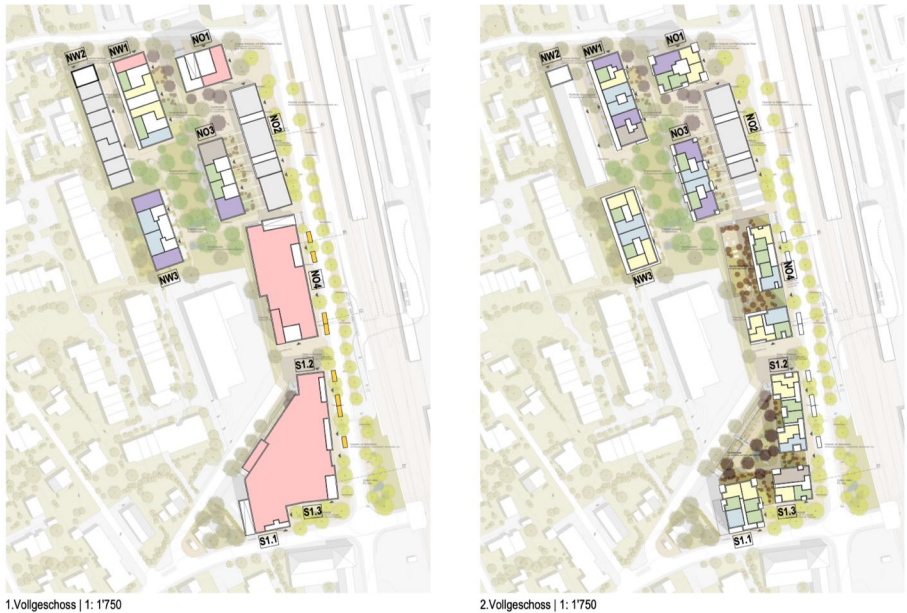 NW2
NW1
NO1
NO3
NO2
NW3
NO4
S1.2
S1.3
S1.1
1.Vollgeschoss | 1: 1'750
NW2
NW1
NO1
NO3
NO2
NW3
NO4
S1.2
S1.3
S1.1
2.Vollgeschoss | 1: 1'750